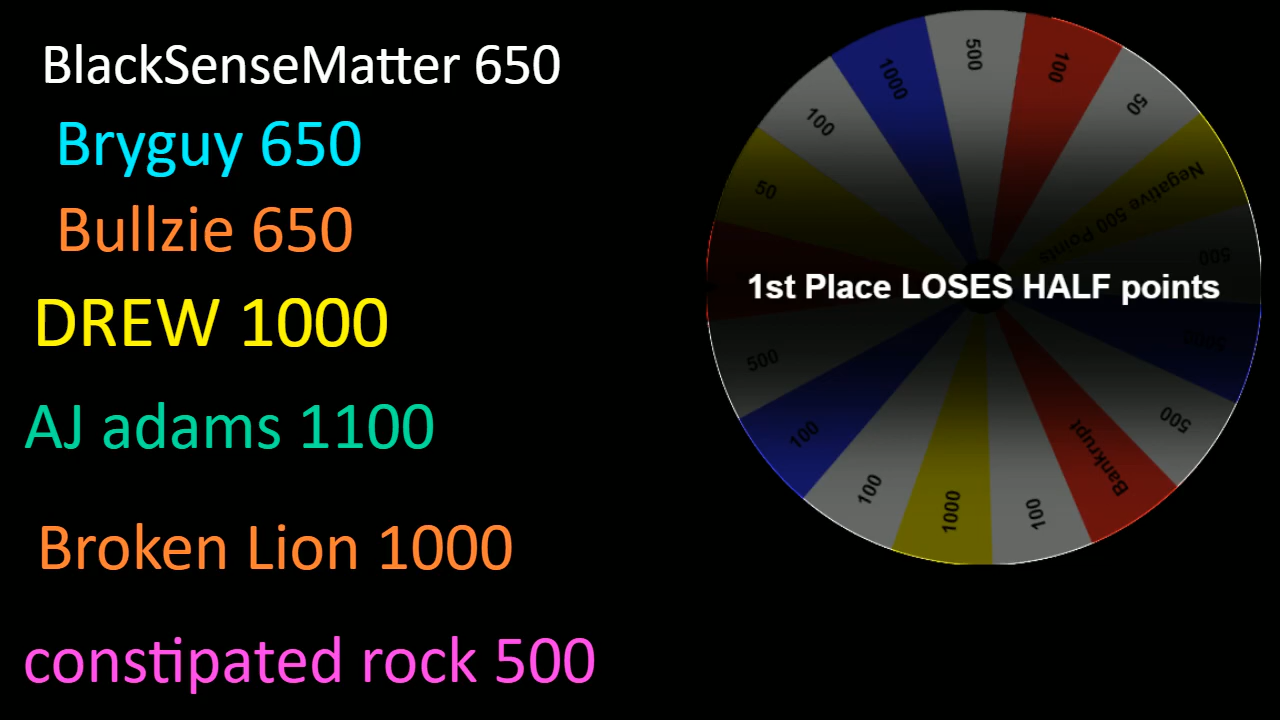 BlackSenseMatter 650
Bryguy 650
Bullzie 650
DREW 1000
AJ adams 1100
Broken Lion 1000
constipated rock 500
500
100
50
Negative 500 Points
500
5000
500
Bankrupt
100
1000
100
100
500
50
100
1000
1st Place LOSES HALF points